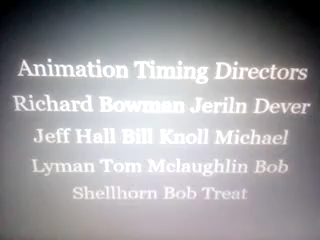 Animation Timing Directors
Richard Bowman Jeriln Dever
Jeff Hall Bill Knoll Michael
Lyman Tom Mclaughlin Bob
Shellhorn Bob Treat